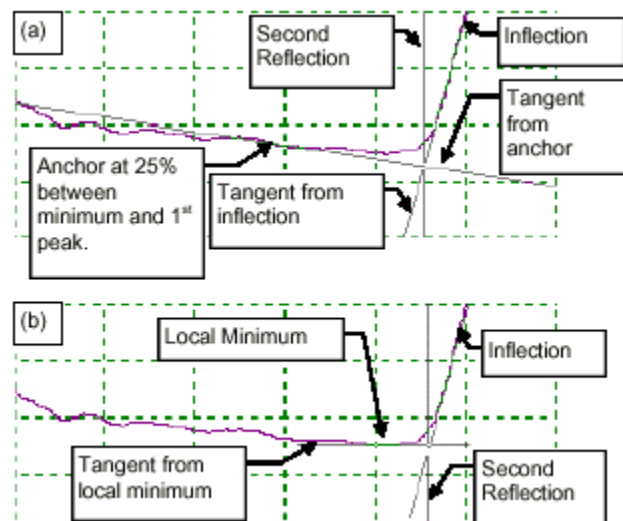 (a)
Second
Reflection
Inflection
Tangent
from
anchor
Anchor at 25%
between
minimum and 1st
peak.
Tangent from
inflection
(b)
Local Minimum
Inflection
Tangent from
local minimum
Second
Reflection